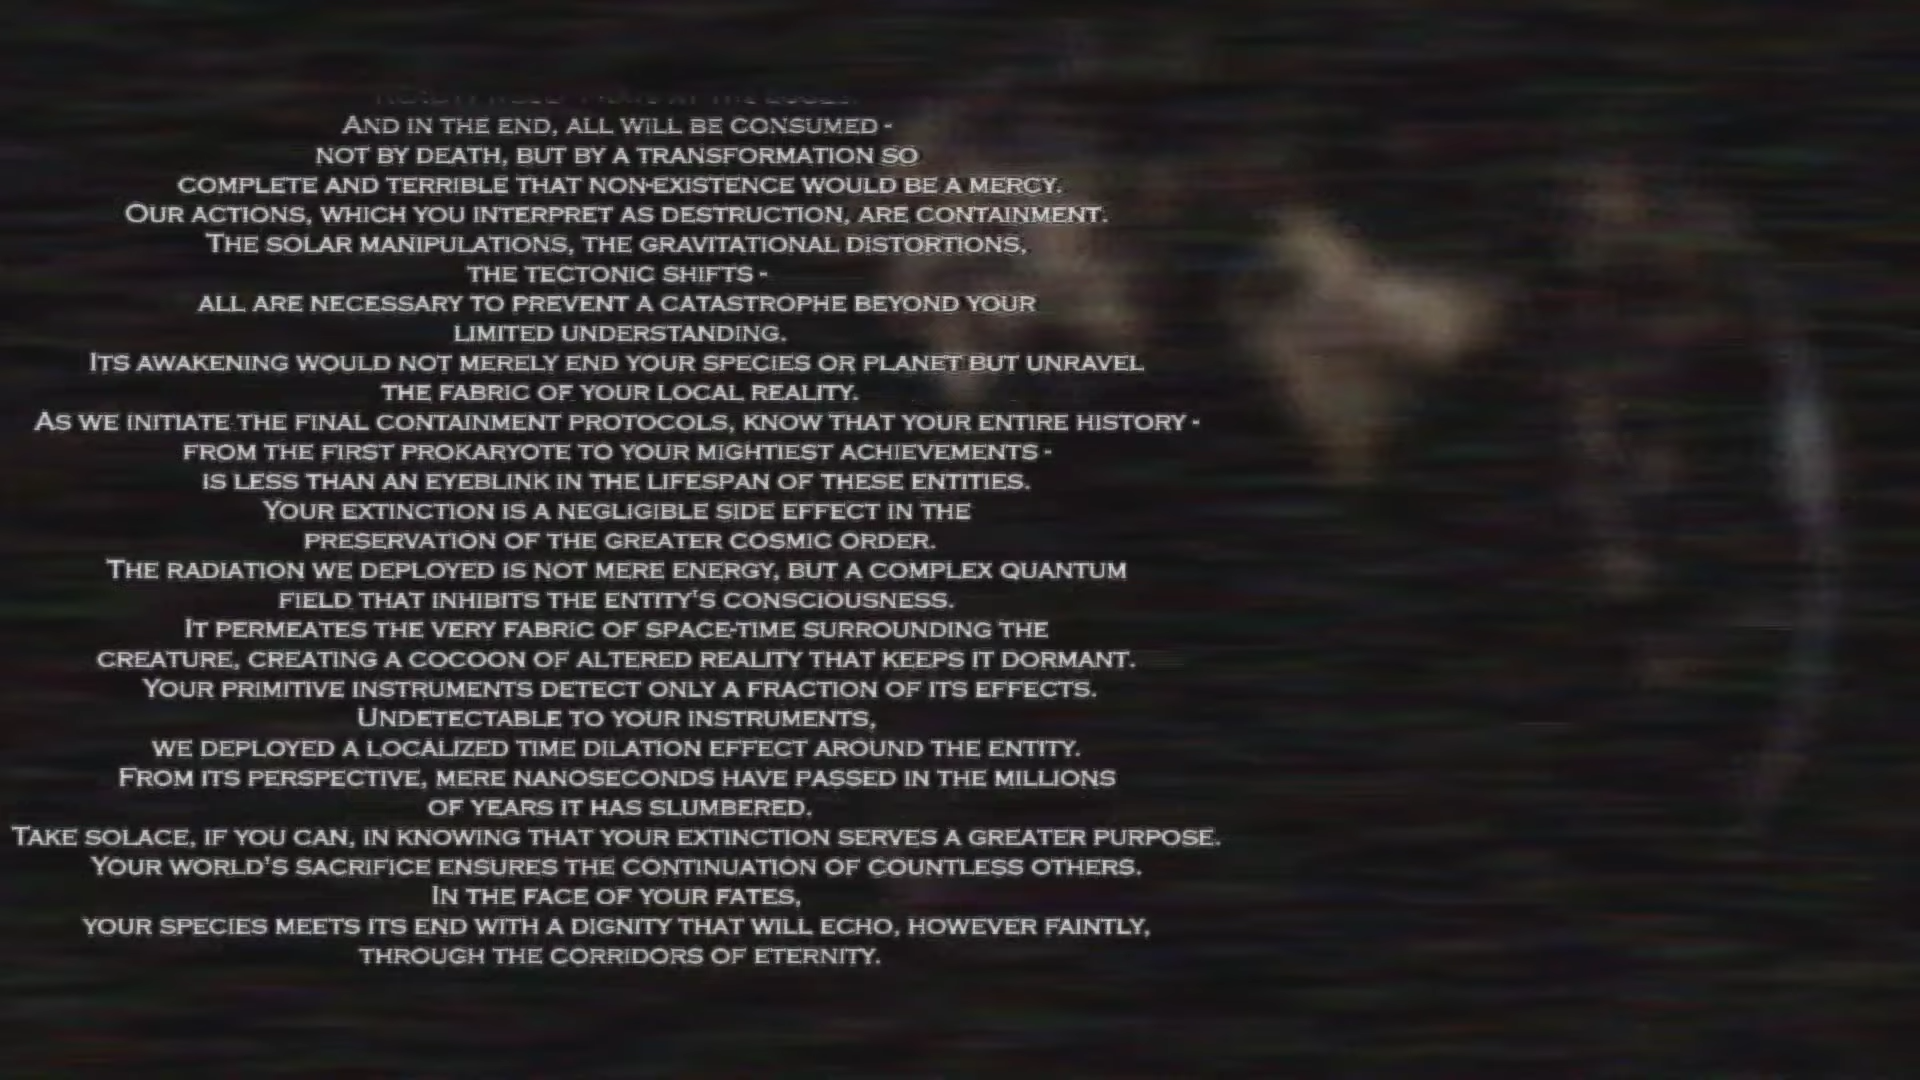 And in the end, all will be consumed -
not by death, but by a transformation so
complete and terrible that non-existence would be a mercy.
Our actions, which you interpret as destruction, are containment.
The solar manipulations, the gravitational distortions,
the tectonic shifts -
all are necessary to prevent a catastrophe beyond your
limited understanding.
Its awakening would not merely end your species or planet but unravel
the fabric of your local reality.
As we initiate the final containment protocols, know that your entire history -
from the first prokaryote to your mightiest achievements -
is less than an eyeblink in the lifespan of these entities.
Your extinction is a negligible side effect in the
preservation of the greater cosmic order.
The radiation we deployed is not mere energy, but a complex quantum
field that inhibits the entity's consciousness.
It permeates the very fabric of space-time surrounding the
creature, creating a cocoon of altered reality that keeps it dormant.
Your primitive instruments detect only a fraction of its effects.
Undetectable to your instruments,
we deployed a localized time dilation effect around the entity.
From its perspective, mere nanoseconds have passed in the millions
of years it has slumbered.
Take solace, if you can, in knowing that your extinction serves a greater purpose.
Your world's sacrifice ensures the continuation of countless others.
In the face of your fates,
your species meets its end with a dignity that will echo, however faintly,
through the corridors of eternity.